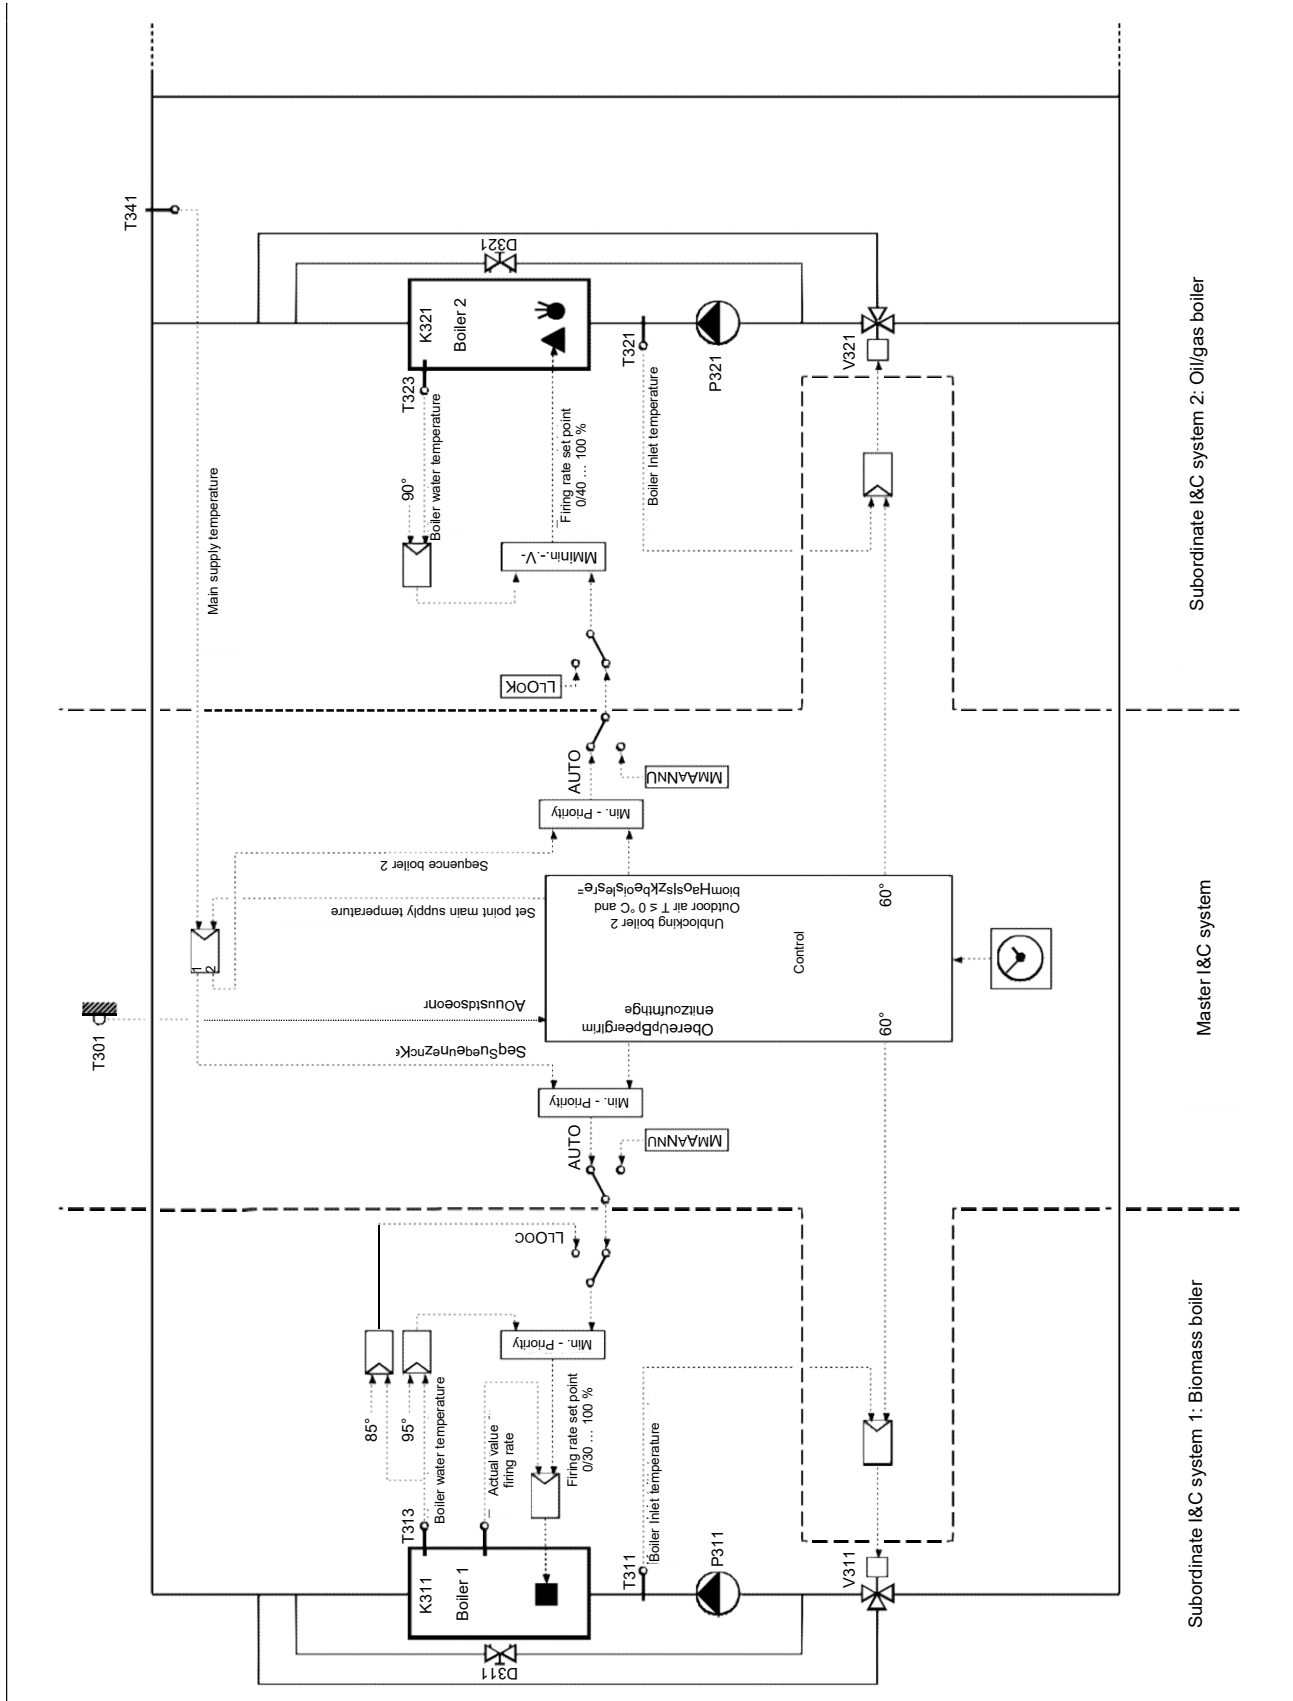 T341
D321
K321
Boiler 2
T323
T321
P321
V321
Main supply temperature
90°
Boiler water temperature
Firing rate set point
0/40 … 100 %
Boiler Inlet temperature
Subordinate I&C system 2: Oil/gas boiler
AUTO
Min. - Priority
Sequence boiler 2
Set point main supply temperature
Unblocking boiler 2
Outdoor air T ≤ 0 °C and
60°
1
2
Control
Master I&C system
T301
60°
Min. - Priority
AUTO
85°
95°
Min. - Priority
Boiler water temperature
Actual value
firing rate
Firing rate set point
0/30 … 100 %
Boiler Inlet temperature
Subordinate I&C system 1: Biomass boiler
T313
K311
Boiler 1
T311
P311
V311
D311